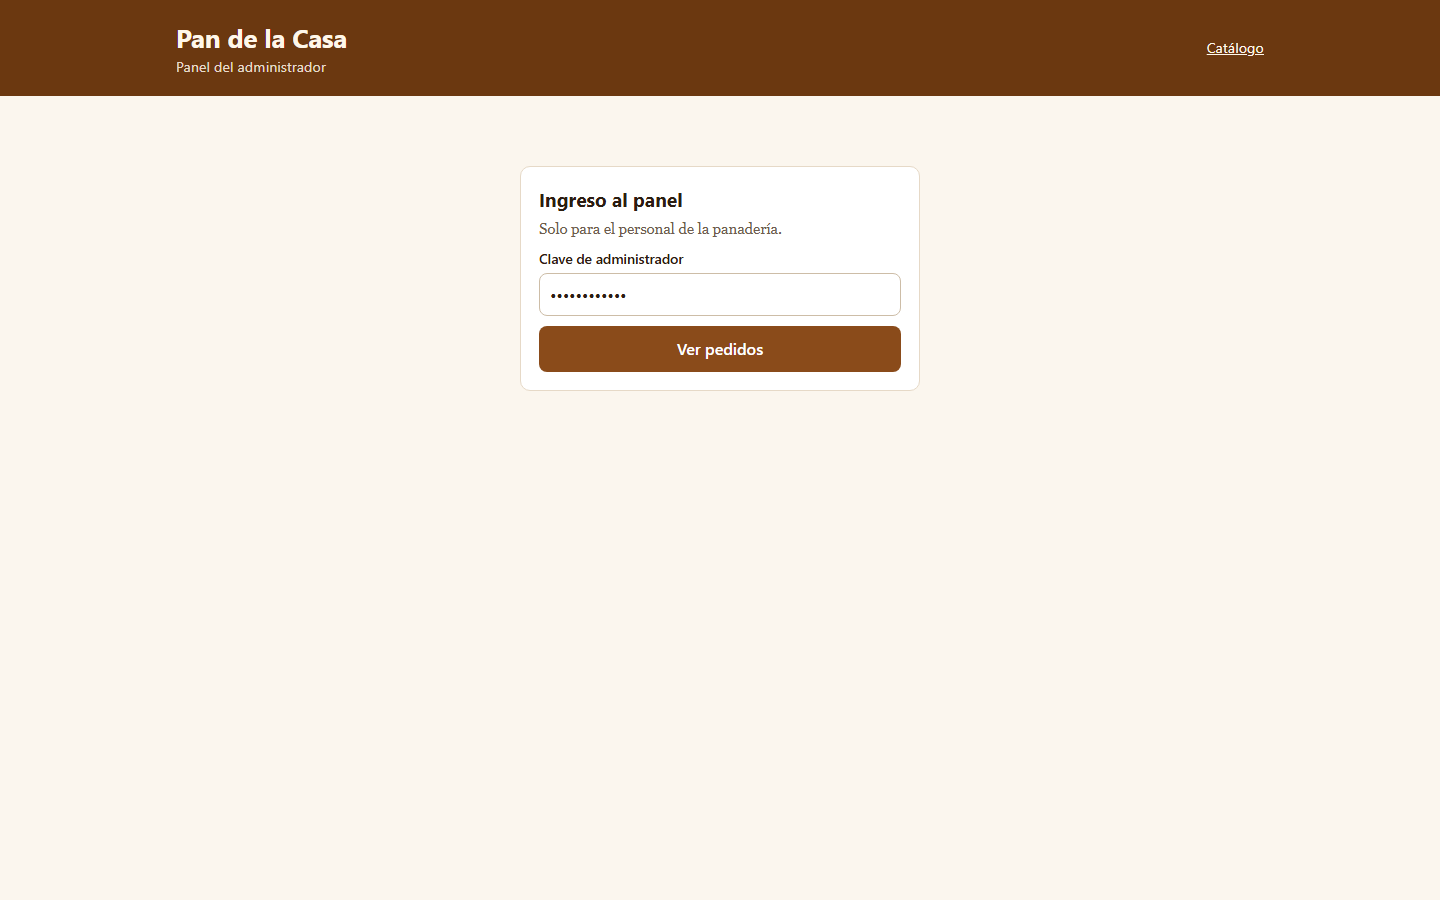 Pan de la Casa
Panel del administrador
Catálogo
Ingreso al panel
Solo para el personal de la panadería.
Clave de administrador
••••••••••••
Ver pedidos